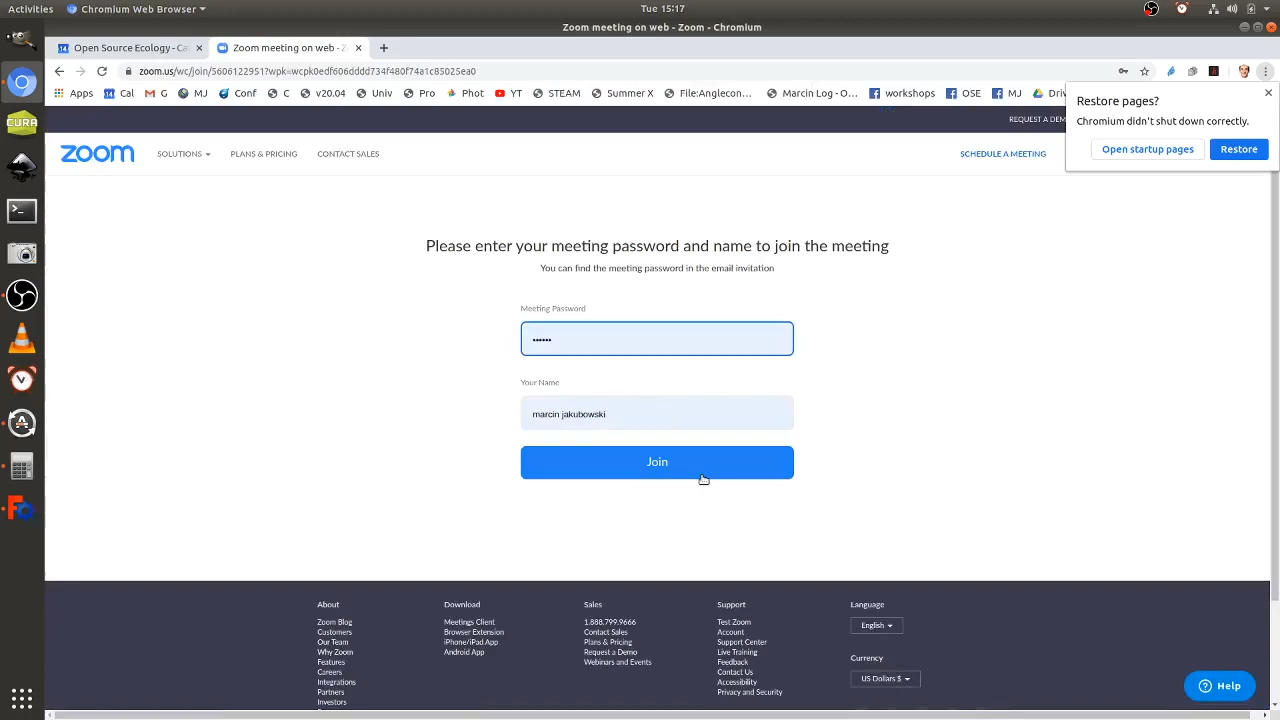 Activities
Chromium Web Browser
Tue 15:17
Zoom meeting on web - Zoom - Chromium
Open Source Ecology - Ca
Zoom meeting on web - Z
zoom.us/wc/join/5606122951?wpk=wcpk0edf606dddd734f480f74a1c85025ea0
Apps
Cal
G
MJ
Conf
C
v20.04
Univ
Pro
Phot
YT
STEAM
Summer X
File:Anglecon…
Marcin Log - O…
workshops
OSE
MJ
Driv
Restore pages?
Chromium didn't shut down correctly.
Open startup pages
Restore
REQUEST A DEM
zoom
SOLUTIONS
PLANS & PRICING
CONTACT SALES
SCHEDULE A MEETING
CURA
Please enter your meeting password and name to join the meeting
You can find the meeting password in the email invitation
Meeting Password
••••••
Your Name
marcin jakubowski
Join
About
Zoom Blog
Customers
Our Team
Why Zoom
Features
Careers
Integrations
Partners
Investors
Download
Meetings Client
Browser Extension
iPhone/iPad App
Android App
Sales
1.888.799.9666
Contact Sales
Plans & Pricing
Request a Demo
Webinars and Events
Support
Test Zoom
Account
Support Center
Live Training
Feedback
Contact Us
Accessibility
Privacy and Security
Language
English
Currency
US Dollars $
Help